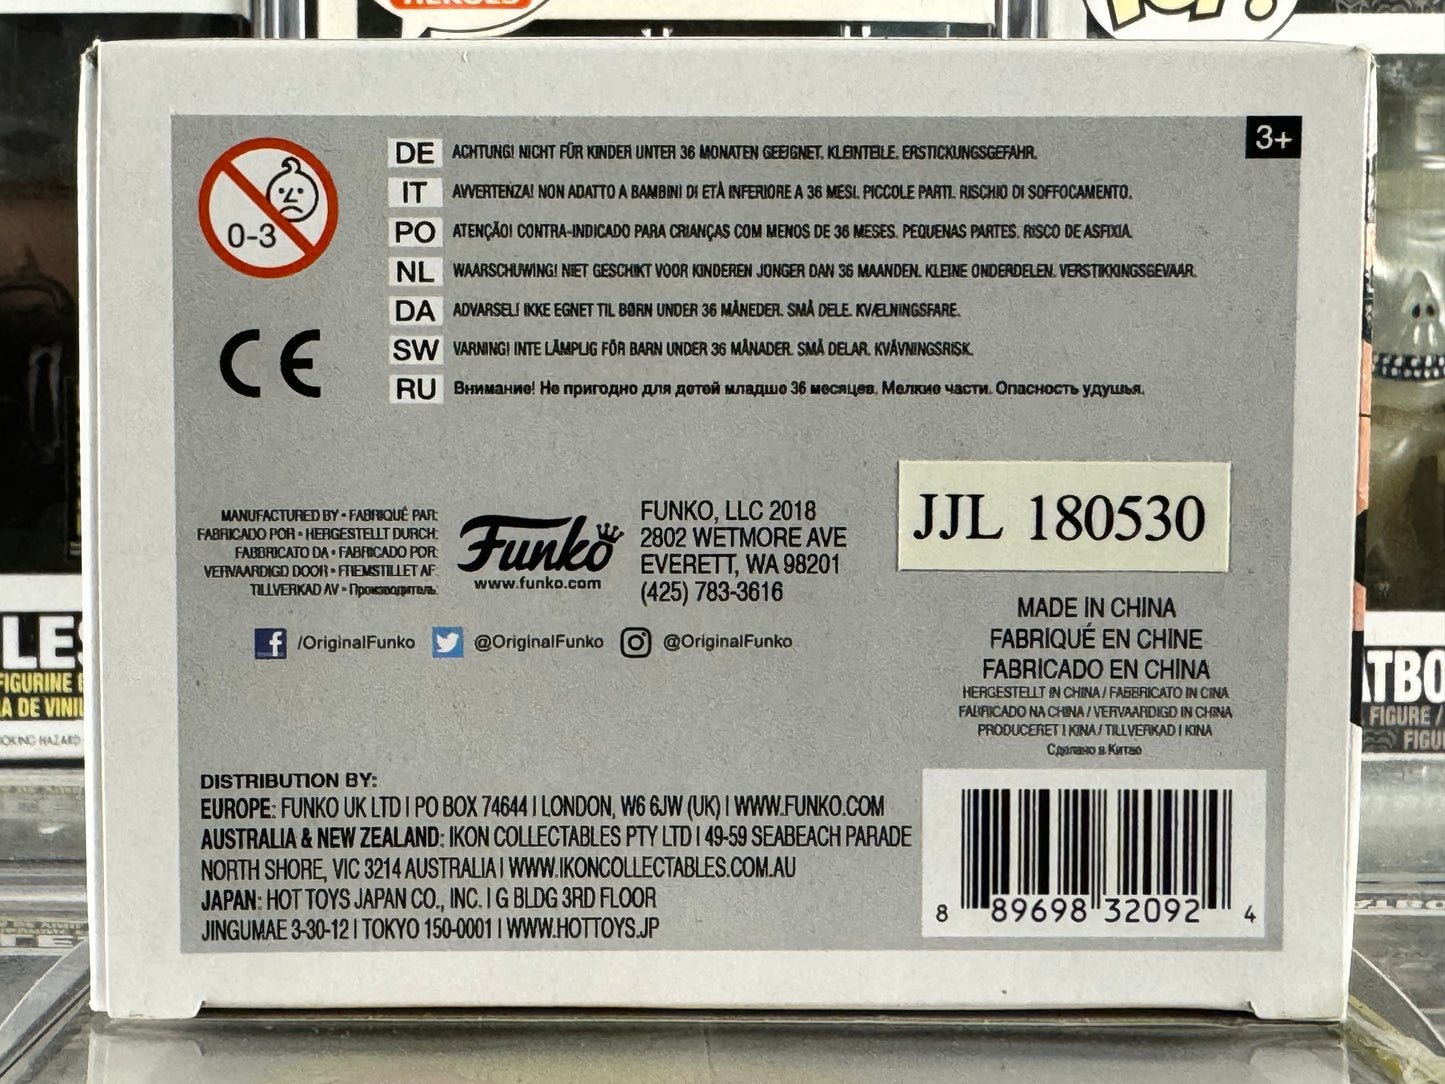 HEROES
POP!
3+
0-3
DE ACHTUNG! NICHT FÜR KINDER UNTER 36 MONATEN GEEIGNET. KLEINTEILE. ERSTICKUNGSGEFAHR.
IT AVVERTENZA! NON ADATTO A BAMBINI DI ETÀ INFERIORE A 36 MESI. PICCOLE PARTI. RISCHIO DI SOFFOCAMENTO.
PO ATENÇÃO! CONTRA-INDICADO PARA CRIANÇAS COM MENOS DE 36 MESES. PEQUENAS PARTES. RISCO DE ASFIXIA.
NL WAARSCHUWING! NIET GESCHIKT VOOR KINDEREN JONGER DAN 36 MAANDEN. KLEINE ONDERDELEN. VERSTIKKINGSGEVAAR.
DA ADVARSEL! IKKE EGNET TIL BØRN UNDER 36 MÅNEDER. SMÅ DELE. KVÆLNINGSFARE.
SW VARNING! INTE LÄMPLIG FÖR BARN UNDER 36 MÅNADER. SMÅ DELAR. KVÄVNINGSRISK.
RU Внимание! Не пригодно для детей младше 36 месяцев. Мелкие части. Опасность удушья.
CE
MANUFACTURED BY • FABRIQUÉ PAR:
FABRICADO POR • HERGESTELLT DURCH:
FABBRICATO DA • FABRICADO POR:
VERVAARDIGD DOOR • FREMSTILLET AF:
TILLVERKAD AV • Производитель:
Funko
www.funko.com
FUNKO, LLC 2018
2802 WETMORE AVE
EVERETT, WA 98201
(425) 783-3616
JJL 180530
/OriginalFunko @OriginalFunko @OriginalFunko
MADE IN CHINA
FABRIQUÉ EN CHINE
FABRICADO EN CHINA
HERGESTELLT IN CHINA / FABBRICATO IN CINA
FABRICADO NA CHINA / VERVAARDIGD IN CHINA
PRODUCERET I KINA / TILLVERKAD I KINA
Сделано в Китае
DISTRIBUTION BY:
EUROPE: FUNKO UK LTD | PO BOX 74644 | LONDON, W6 6JW (UK) | WWW.FUNKO.COM
AUSTRALIA & NEW ZEALAND: IKON COLLECTABLES PTY LTD | 49-59 SEABEACH PARADE
NORTH SHORE, VIC 3214 AUSTRALIA | WWW.IKONCOLLECTABLES.COM.AU
JAPAN: HOT TOYS JAPAN CO., INC. | G BLDG 3RD FLOOR
JINGUMAE 3-30-12 | TOKYO 150-0001 | WWW.HOTTOYS.JP
8 89698 32092 4
LES
FIGURINE
A DE VINIL
OKING HAZARD
ATBO
FIGURE /
FIGU